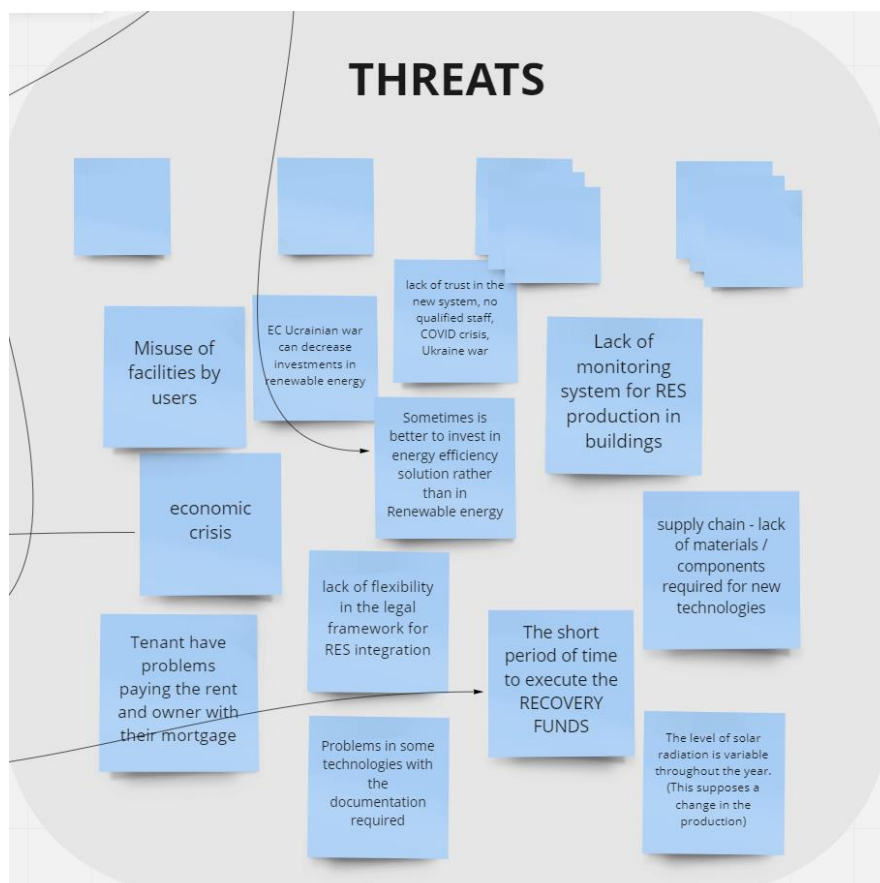 THREATS
lack of trust in the
new system, no
qualified staff,
COVID crisis,
Ukraine war
EC Ucrainian war
can decrease
investments in
renewable energy
Misuse of
facilities by
users
Lack of
monitoring
system for RES
production in
buildings
Sometimes is
better to invest in
energy efficiency
solution rather
than in
Renewable energy
economic
crisis
supply chain - lack
of materials /
components
required for new
technologies
lack of flexibility
in the legal
framework for
RES integration
Tenant have
problems
paying the rent
and owner with
their mortgage
The short
period of time
to execute the
RECOVERY
FUNDS
Problems in some
technologies with
the
documentation
required
The level of solar
radiation is variable
throughout the year.
(This supposes a
change in the
production)